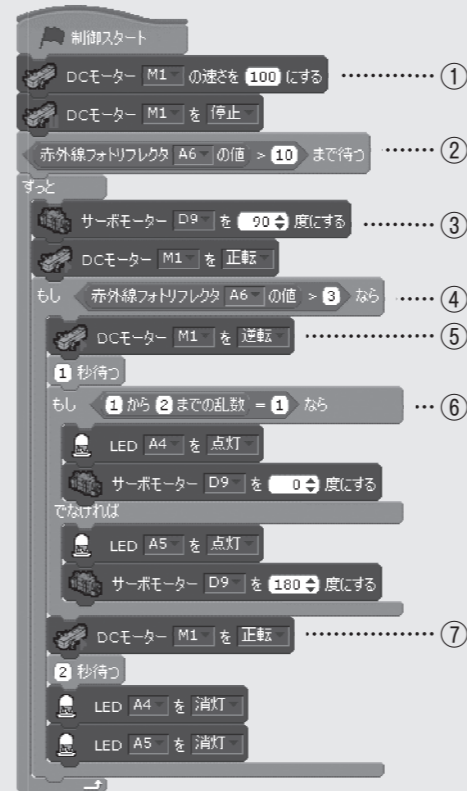 制御スタート
DCモーター M1 の速さを 100 にする ①
DCモーター M1 を 停止
赤外線フォトリフレクタ A6 の値 > 10 まで待つ ②
ずっと
サーボモーター D9 を 90 度にする ③
DCモーター M1 を 正転
もし 赤外線フォトリフレクタ A6 の値 > 3 なら ④
DCモーター M1 を 逆転 ⑤
1 秒待つ
もし 1 から 2 までの乱数 = 1 なら ⑥
LED A4 を 点灯
サーボモーター D9 を 0 度にする
でなければ
LED A5 を 点灯
サーボモーター D9 を 180 度にする
DCモーター M1 を 正転 ⑦
2 秒待つ
LED A4 を 消灯
LED A5 を 消灯